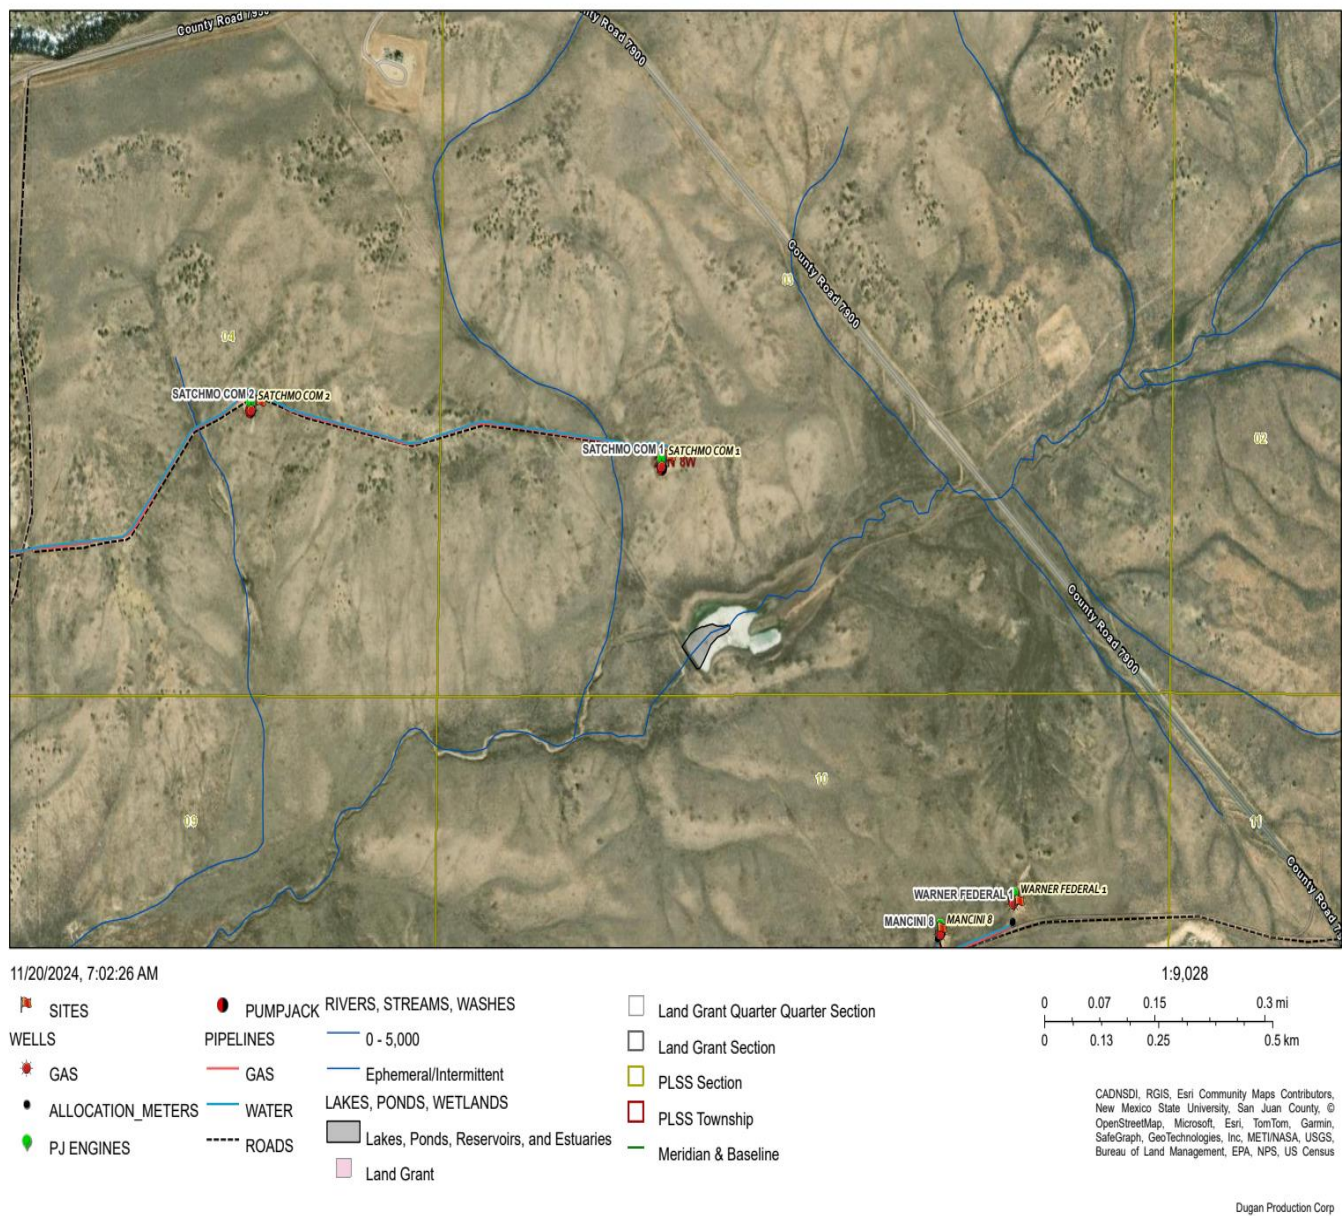 County Road 7950
County Road 7900
County Road 7900
03
04
02
SATCHMO COM 2 SATCHMO COM 2
SATCHMO COM 1 SATCHMO COM 1
8W
County Road 7900
10
09
11
County Road
WARNER FEDERAL 1 WARNER FEDERAL 1
MANCINI 8 MANCINI 8
11/20/2024, 7:02:26 AM
SITES
WELLS
GAS
ALLOCATION_METERS
PJ ENGINES
PUMPJACK
PIPELINES
GAS
WATER
ROADS
RIVERS, STREAMS, WASHES
0 - 5,000
Ephemeral/Intermittent
LAKES, PONDS, WETLANDS
Lakes, Ponds, Reservoirs, and Estuaries
Land Grant
Land Grant Quarter Quarter Section
Land Grant Section
PLSS Section
PLSS Township
Meridian & Baseline
1:9,028
0 0.07 0.15 0.3 mi
0 0.13 0.25 0.5 km
CADNSDI, RGIS, Esri Community Maps Contributors,
New Mexico State University, San Juan County, ©
OpenStreetMap, Microsoft, Esri, TomTom, Garmin,
SafeGraph, GeoTechnologies, Inc, METI/NASA, USGS,
Bureau of Land Management, EPA, NPS, US Census
Dugan Production Corp